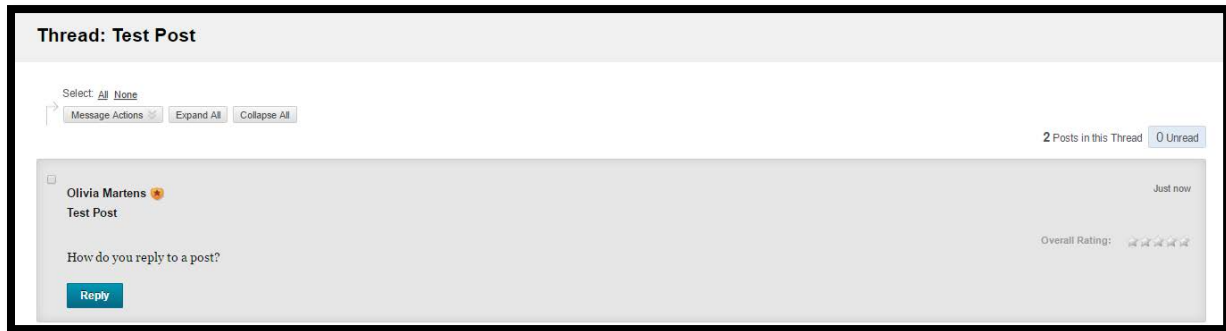 Thread: Test Post
Select: All None
Message Actions Expand All Collapse All
2 Posts in this Thread 0 Unread
Olivia Martens
Just now
Test Post
Overall Rating:
How do you reply to a post?
Reply